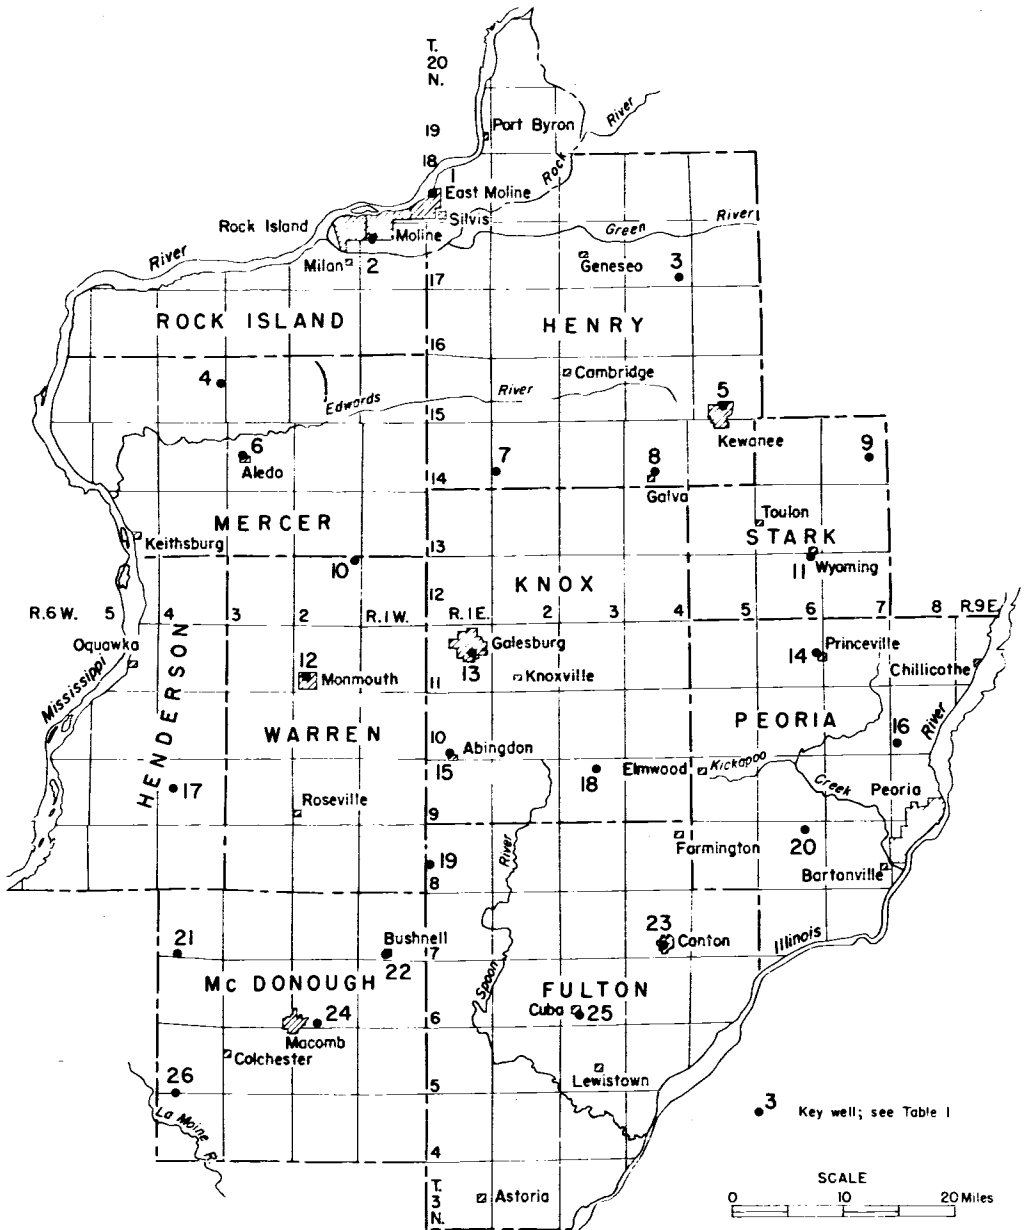 T.
20
N.
19
Port Byron
River
18
1
Rock
East Moline
Silvis
Rock Island
Moline
Green
River
River
Milan
2
Geneseo
3
17
ROCK ISLAND
HENRY
16
4
Cambridge
5
Edwards
River
15
Kewanee
6
Aledo
7
8
9
14
Galva
MERCER
Toulon
STARK
Keithsburg
13
10
11
Wyoming
KNOX
12
R.6 W.
5
4
3
2
R.1 W.
R.1 E.
2
3
4
5
6
7
8
R.9 E.
Oquawka
Galesburg
12
Monmouth
13
Knoxville
11
14
Princeville
Chillicothe
Mississippi
HENDERSON
WARREN
PEORIA
16
River
10
Abingdon
15
Elmwood
Kickapoo
17
18
Creek
Peoria
Roseville
9
River
Farmington
20
19
Bartonville
8
23
Canton
Illinois
21
Bushnell
7
22
Mc DONOUGH
Spoon
FULTON
24
6
Cuba
25
Macomb
Colchester
Lewistown
26
5
3
Key well; see Table 1
La Moine R.
4
SCALE
T.
3
N.
Astoria
0
10
20 Miles